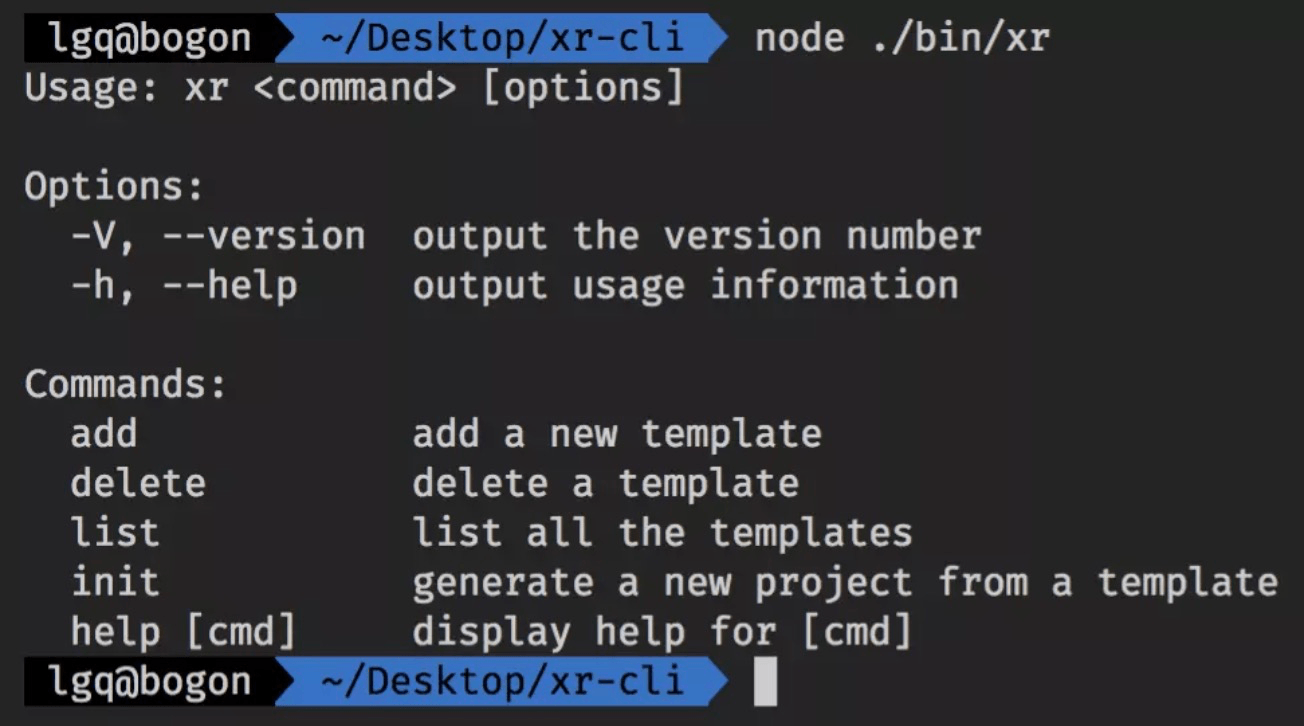 lgq@bogon ~/Desktop/xr-cli node ./bin/xr
Usage: xr <command> [options]
Options:
-V, --version output the version number
-h, --help output usage information
Commands:
add add a new template
delete delete a template
list list all the templates
init generate a new project from a template
help [cmd] display help for [cmd]
lgq@bogon ~/Desktop/xr-cli